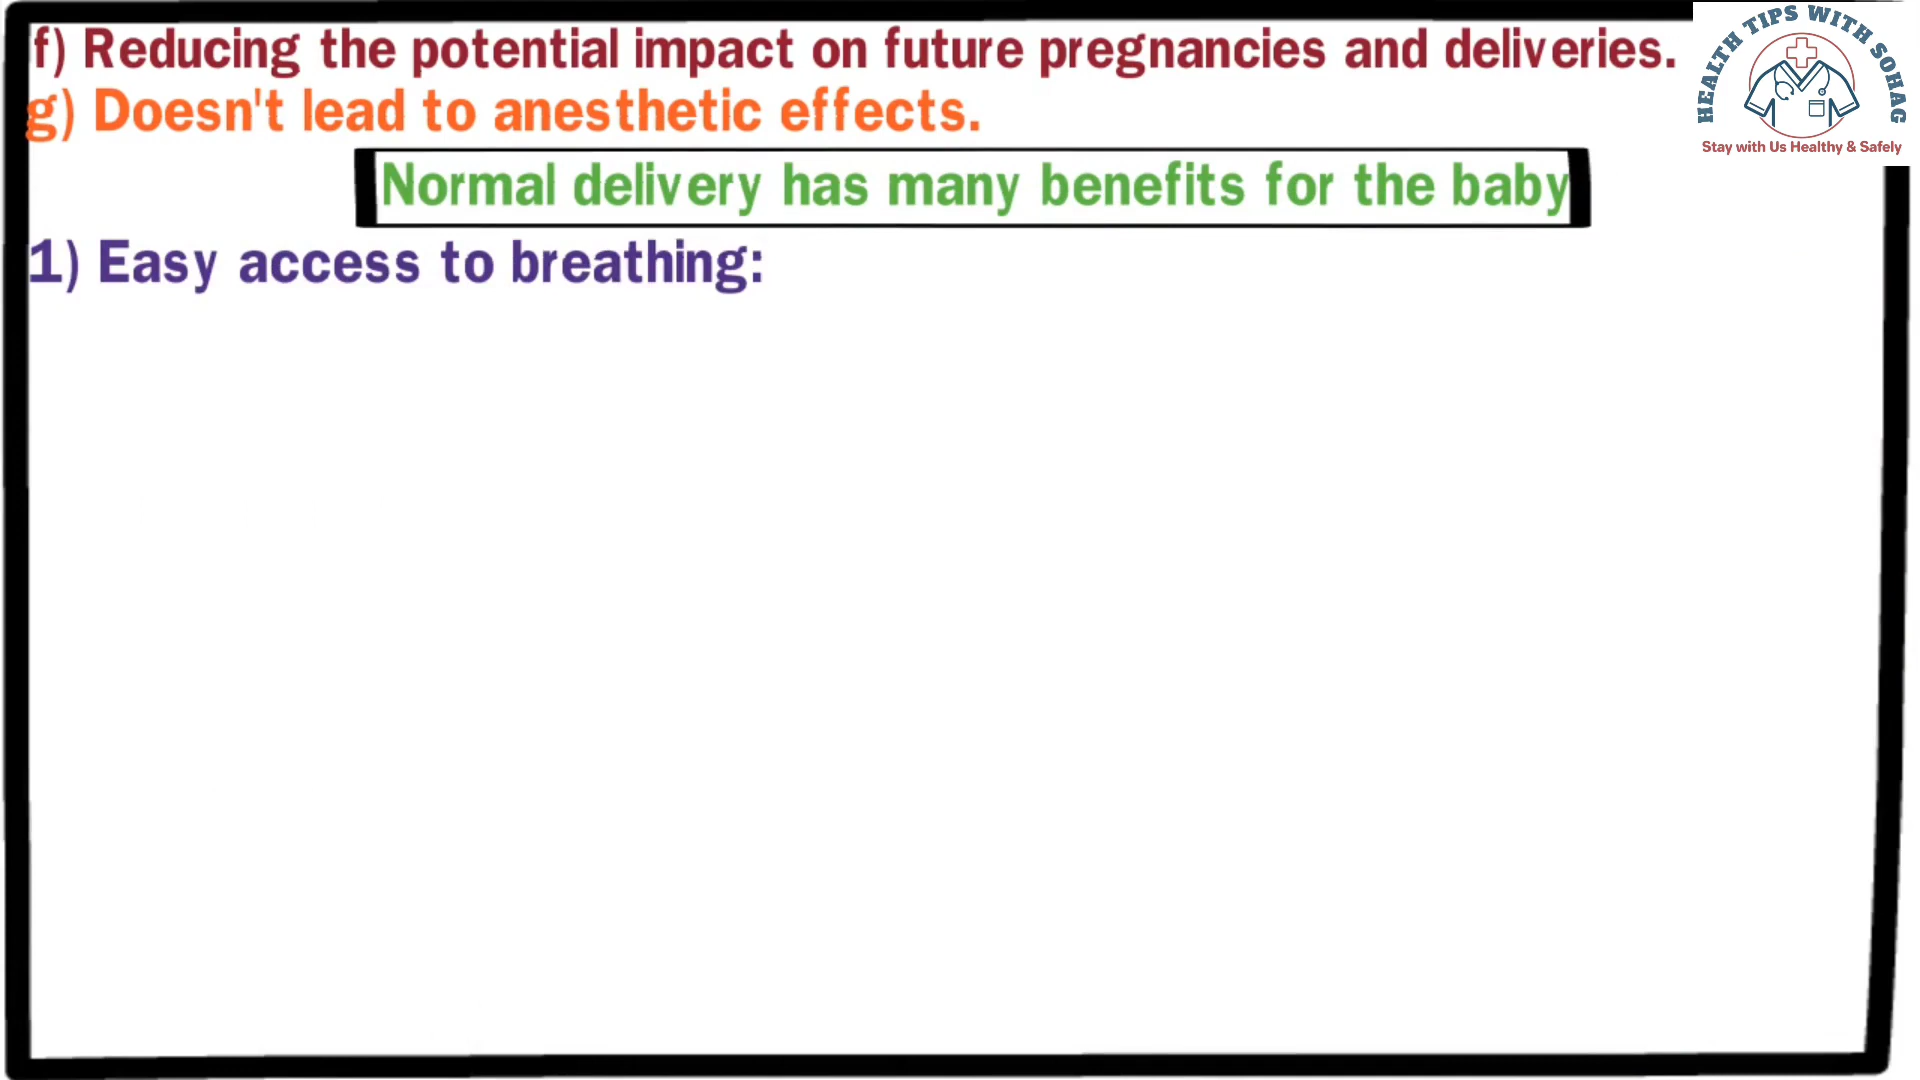 f) Reducing the potential impact on future pregnancies and deliveries.
g) Doesn't lead to anesthetic effects.
Normal delivery has many benefits for the baby
1) Easy access to breathing:
HEALTH TIPS WITH SOHAG
Stay with Us Healthy & Safely